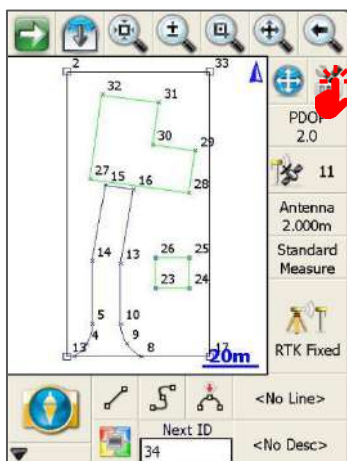 2
33
32
31
30
29
27
15
16
28
14
13
26
25
23
24
5
10
4
9
13
8
17
20m
PDOP
2.0
11
Antenna
2.000m
Standard
Measure
RTK Fixed
<No Line>
Next ID
34
<No Desc>